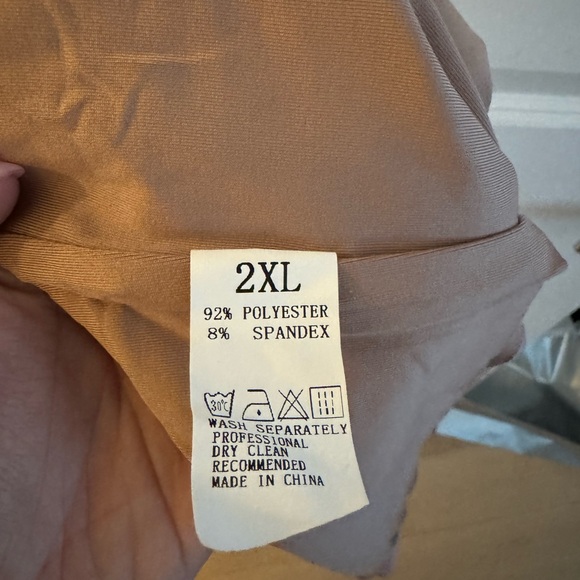 2XL
92% POLYESTER
8% SPANDEX
30°C
WASH SEPARATELY
PROFESSIONAL
DRY CLEAN
RECOMMENDED
MADE IN CHINA